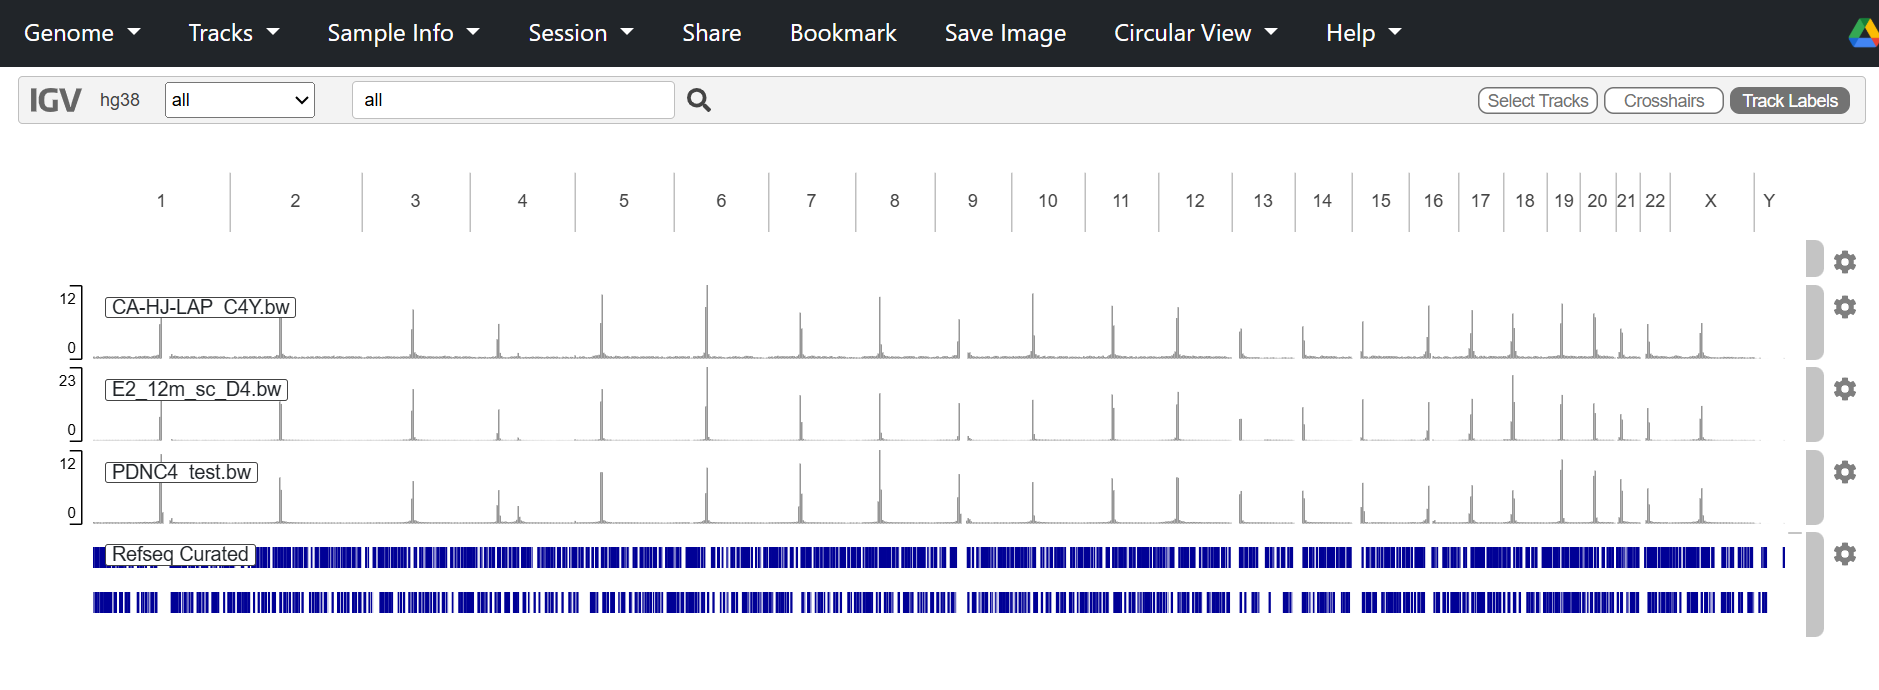 Genome Tracks Sample Info Session Share Bookmark Save Image Circular View Help
IGV hg38 all all Select Tracks Crosshairs Track Labels
1 2 3 4 5 6 7 8 9 10 11 12 13 14 15 16 17 18 19 20 21 22 X Y
12 CA-HJ-LAP_C4Y.bw
0
23 E2_12m_sc_D4.bw
0
12 PDNC4_test.bw
0
Refseq Curated